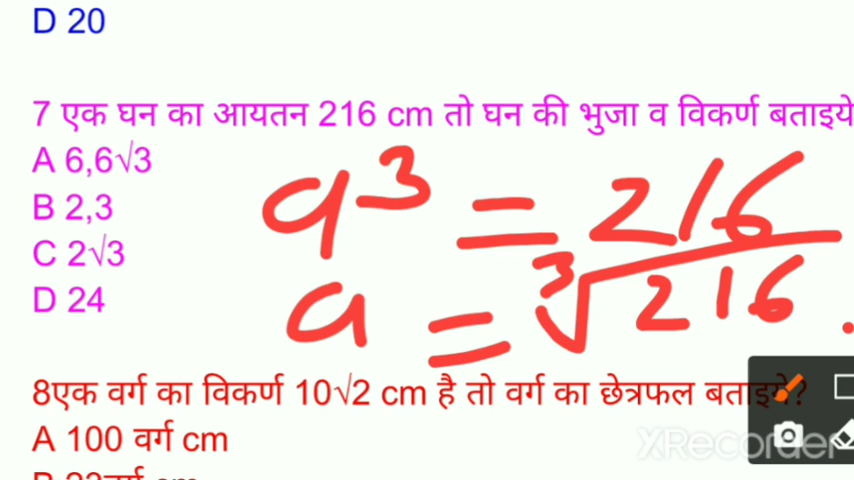 D 20
7 एक घन का आयतन 216 cm तो घन की भुजा व विकर्ण बताइये
A 6,6√3
B 2,3
C 2√3
D 24
a³ = 216
a = ∛216
8एक वर्ग का विकर्ण 10√2 cm है तो वर्ग का छेत्रफल बताइये?
A 100 वर्ग cm
XRecorder